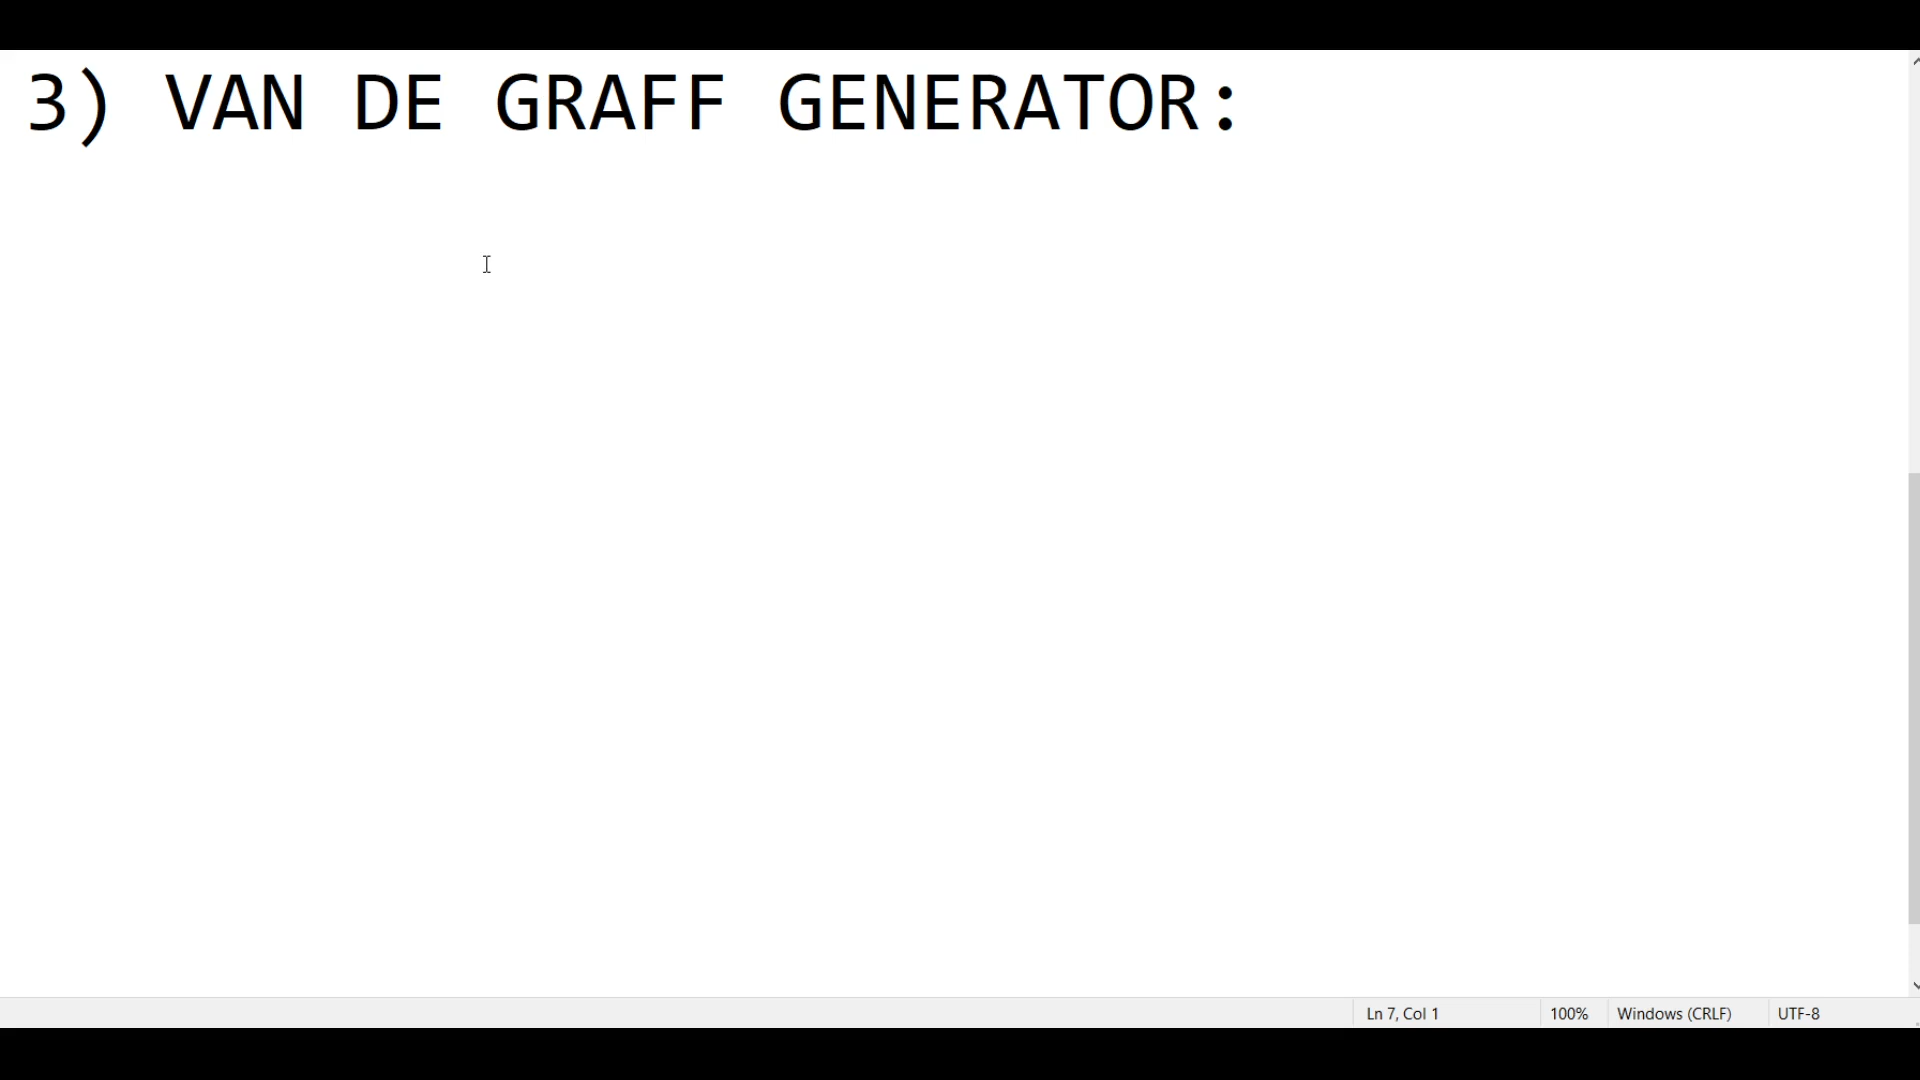 3) VAN DE GRAFF GENERATOR:
Ln 7, Col 1 100% Windows (CRLF) UTF-8